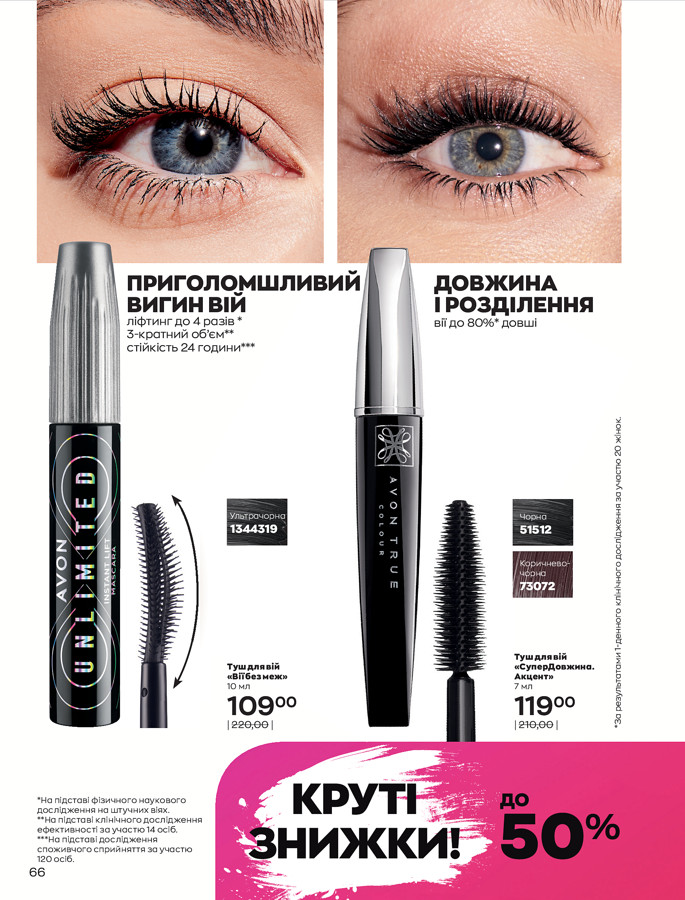 ПРИГОЛОМШЛИВИЙ
ВИГИН ВІЙ
ліфтинг до 4 разів *
3-кратний об'єм**
стійкість 24 години***
ДОВЖИНА
І РОЗДІЛЕННЯ
вії до 80%* довші
AVON
UNLIMITED
INSTANT LIFT
MASCARA
Ультрачорна
1344319
Туш для вій
«Вії без меж»
10 мл
109⁰⁰
| 220,00 |
AVON TRUE
COLOUR
Чорна
51512
Коричнево-
чорна
73072
Туш для вій
«СуперДовжина.
Акцент»
7 мл
119⁰⁰
| 210,00 |
*За результатами 1-денного клінічного дослідження за участю 20 жінок.
КРУТІ
ЗНИЖКИ!
до
50%
*На підставі фізичного наукового
дослідження на штучних віях.
**На підставі клінічного дослідження
ефективності за участю 14 осіб.
***На підставі дослідження
споживчого сприйняття за участю
120 осіб.
66